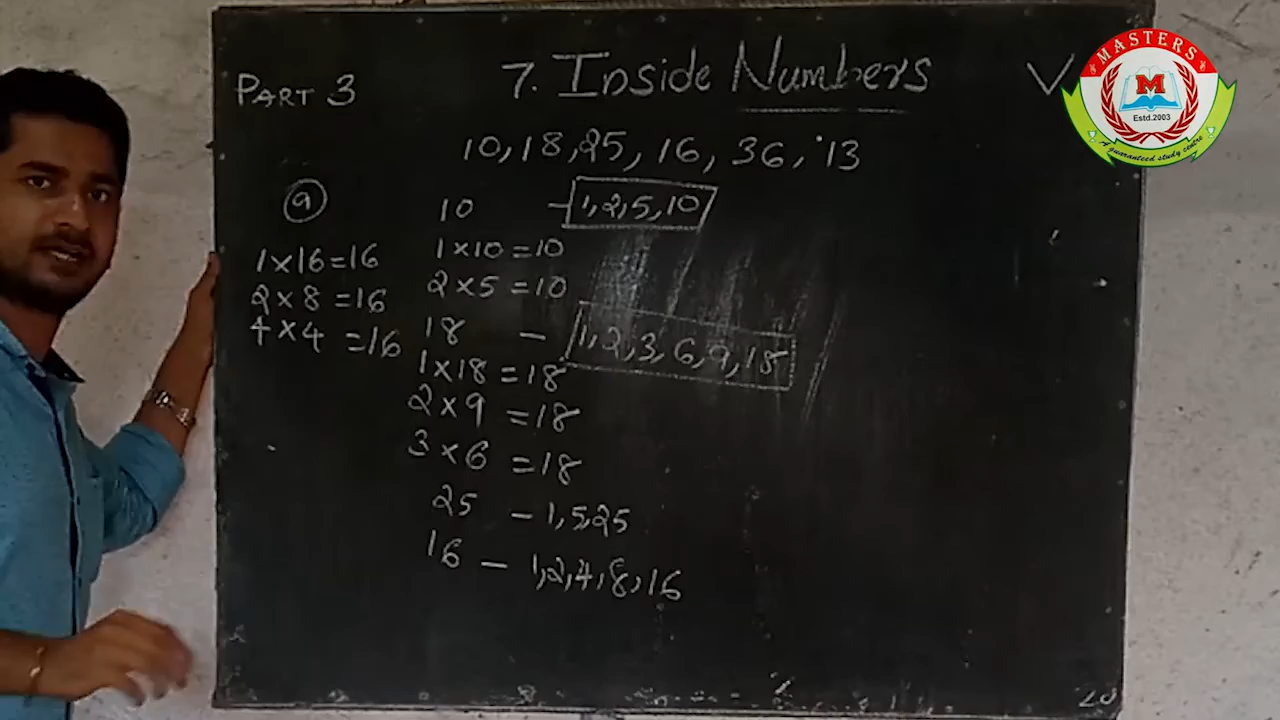 PART 3
7. Inside Numbers
V
10, 18, 25, 16, 36, 13
a
10 - 1, 2, 5, 10
1 × 10 = 10
2 × 5 = 10
18 - 1, 2, 3, 6, 9, 18
1 × 18 = 18
2 × 9 = 18
3 × 6 = 18
25 - 1, 5, 25
16 - 1, 2, 4, 8, 16
1 × 16 = 16
2 × 8 = 16
4 × 4 = 16
MASTERS
M
Estd.2003
A guaranteed study centre